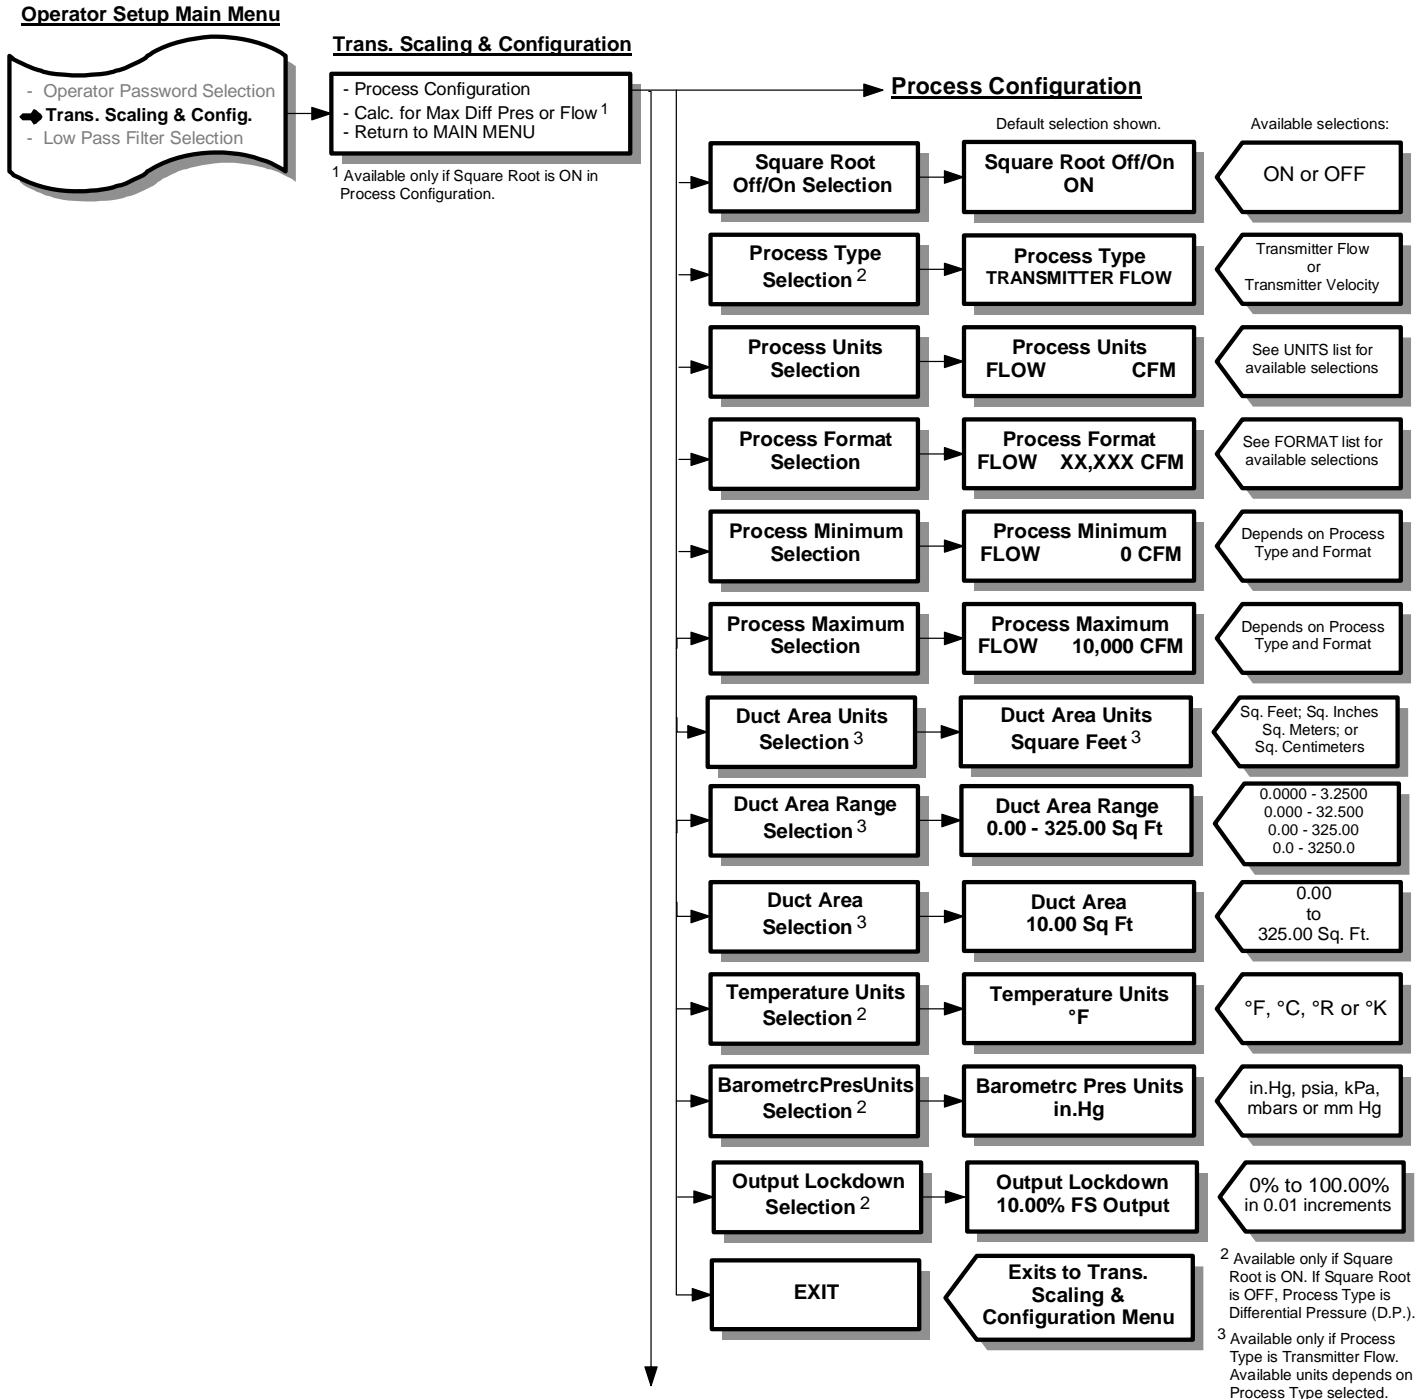 Operator Setup Main Menu
- Operator Password Selection
Trans. Scaling & Config.
- Low Pass Filter Selection
Trans. Scaling & Configuration
- Process Configuration
- Calc. for Max Diff Pres or Flow 1
- Return to MAIN MENU
1 Available only if Square Root is ON in
Process Configuration.
Process Configuration
Default selection shown.
Available selections:
Square Root
Off/On Selection
Square Root Off/On
ON
ON or OFF
Process Type
Selection 2
Process Type
TRANSMITTER FLOW
Transmitter Flow
or
Transmitter Velocity
Process Units
Selection
Process Units
FLOW CFM
See UNITS list for
available selections
Process Format
Selection
Process Format
FLOW XX,XXX CFM
See FORMAT list for
available selections
Process Minimum
Selection
Process Minimum
FLOW 0 CFM
Depends on Process
Type and Format
Process Maximum
Selection
Process Maximum
FLOW 10,000 CFM
Depends on Process
Type and Format
Duct Area Units
Selection 3
Duct Area Units
Square Feet 3
Sq. Feet; Sq. Inches
Sq. Meters; or
Sq. Centimeters
Duct Area Range
Selection 3
Duct Area Range
0.00 - 325.00 Sq Ft
0.0000 - 3.2500
0.000 - 32.500
0.00 - 325.00
0.0 - 3250.0
Duct Area
Selection 3
Duct Area
10.00 Sq Ft
0.00
to
325.00 Sq. Ft.
Temperature Units
Selection 2
Temperature Units
°F
°F, °C, °R or °K
BarometrcPresUnits
Selection 2
Barometrc Pres Units
in.Hg
in.Hg, psia, kPa,
mbars or mm Hg
Output Lockdown
Selection 2
Output Lockdown
10.00% FS Output
0% to 100.00%
in 0.01 increments
EXIT
Exits to Trans.
Scaling &
Configuration Menu
2 Available only if Square
Root is ON. If Square Root
is OFF, Process Type is
Differential Pressure (D.P.).
3 Available only if Process
Type is Transmitter Flow.
Available units depends on
Process Type selected.